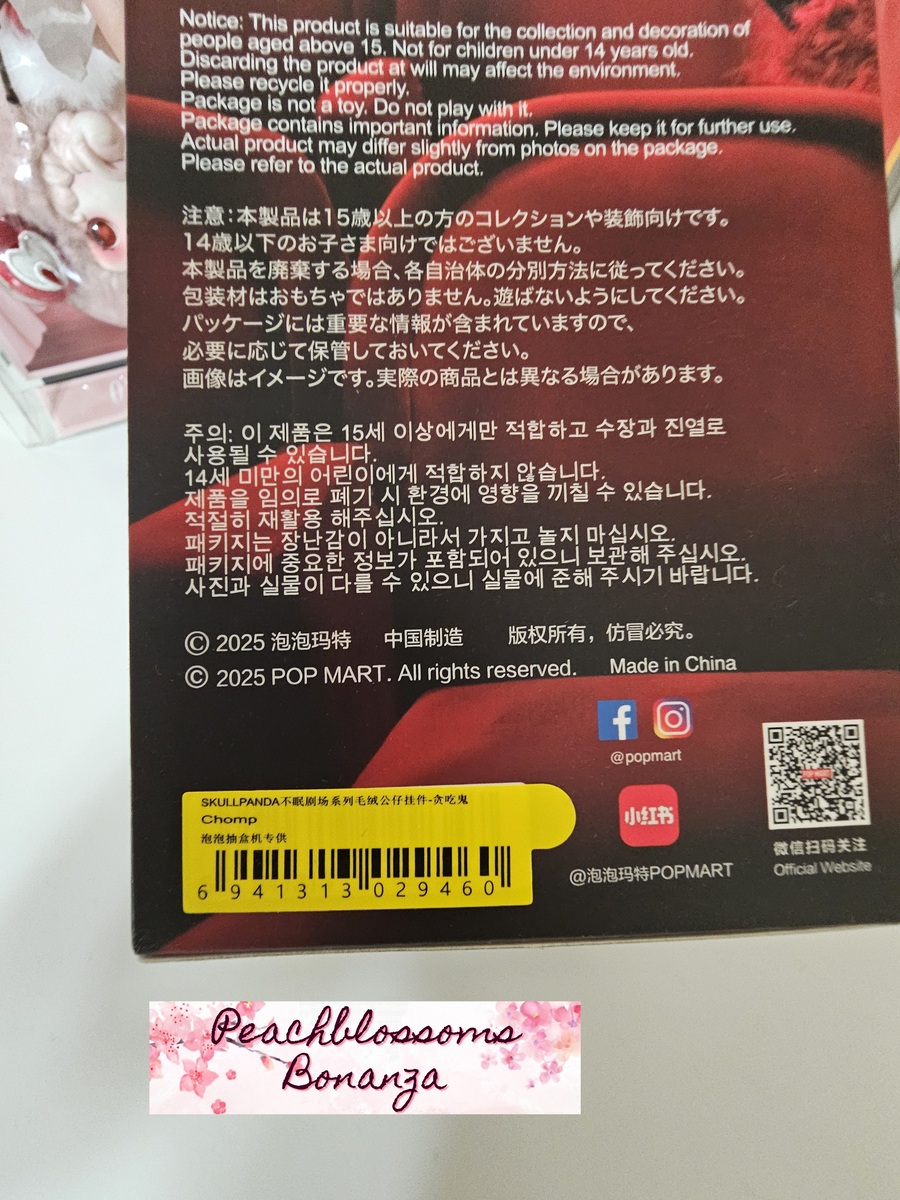 Notice: This product is suitable for the collection and decoration of
people aged above 15. Not for children under 14 years old.
Discarding the product at will may affect the environment.
Please recycle it properly.
Package is not a toy. Do not play with it.
Package contains important information. Please keep it for further use.
Actual product may differ slightly from photos on the package.
Please refer to the actual product.
注意:本製品は15歳以上の方のコレクションや装飾向けです。
14歳以下のお子さま向けではございません。
本製品を廃棄する場合、各自治体の分別方法に従ってください。
包装材はおもちゃではありません。遊ばないようにしてください。
パッケージには重要な情報が含まれていますので、
必要に応じて保管しておいてください。
画像はイメージです。実際の商品とは異なる場合があります。
주의: 이 제품은 15세 이상에게만 적합하고 수장과 진열로
사용될 수 있습니다.
14세 미만의 어린이에게 적합하지 않습니다.
제품을 임의로 폐기 시 환경에 영향을 끼칠 수 있습니다.
적절히 재활용 해주십시오.
패키지는 장난감이 아니라서 가지고 놀지 마십시오.
패키지에 중요한 정보가 포함되어 있으니 보관해 주십시오.
사진과 실물이 다를 수 있으니 실물에 준해 주시기 바랍니다.
© 2025 泡泡玛特 中国制造 版权所有，仿冒必究。
© 2025 POP MART. All rights reserved. Made in China
@popmart
小红书
@泡泡玛特POPMART
POP MART
微信扫码关注
Official Website
SKULLPANDA不眠剧场系列毛绒公仔挂件-贪吃鬼
Chomp
泡泡抽盒机专供
6 941313 029460
Peachblossoms
Bonanza